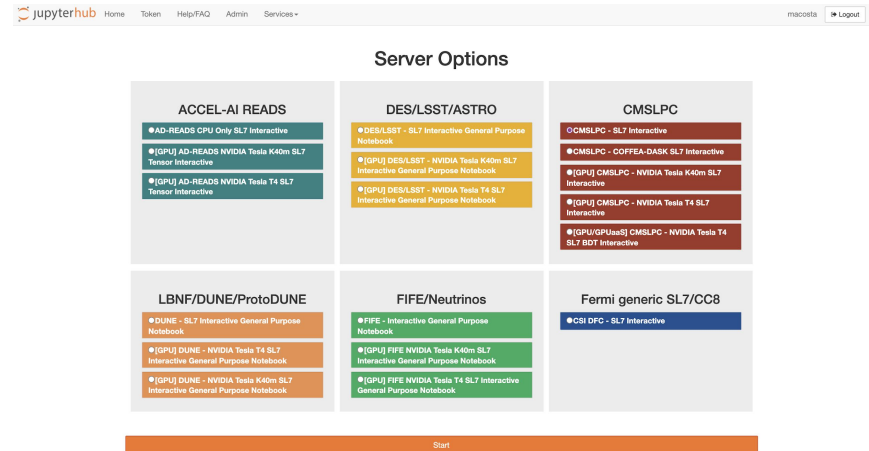 jupyterhub Home Token Help/FAQ Admin Services macosta Logout
Server Options
ACCEL-AI READS
AD-READS CPU Only SL7 Interactive
[GPU] AD-READS NVIDIA Tesla K40m SL7
Tensor Interactive
[GPU] AD-READS NVIDIA Tesla T4 SL7
Tensor Interactive
DES/LSST/ASTRO
DES/LSST - SL7 Interactive General Purpose
Notebook
[GPU] DES/LSST - NVIDIA Tesla K40m SL7
Interactive General Purpose Notebook
[GPU] DES/LSST - NVIDIA Tesla T4 SL7
Interactive General Purpose Notebook
CMSLPC
CMSLPC - SL7 Interactive
CMSLPC - COFFEA-DASK SL7 Interactive
[GPU] CMSLPC - NVIDIA Tesla K40m SL7
Interactive
[GPU] CMSLPC - NVIDIA Tesla T4 SL7
Interactive
[GPU/GPUaaS] CMSLPC - NVIDIA Tesla T4
SL7 BDT Interactive
LBNF/DUNE/ProtoDUNE
DUNE - SL7 Interactive General Purpose
Notebook
[GPU] DUNE - NVIDIA Tesla T4 SL7
Interactive General Purpose Notebook
[GPU] DUNE - NVIDIA Tesla K40m SL7
Interactive General Purpose Notebook
FIFE/Neutrinos
FIFE - Interactive General Purpose
Notebook
[GPU] FIFE NVIDIA Tesla K40m SL7
Interactive General Purpose Notebook
[GPU] FIFE NVIDIA Tesla T4 SL7 Interactive
General Purpose Notebook
Fermi generic SL7/CC8
CSI DFC - SL7 Interactive
Start